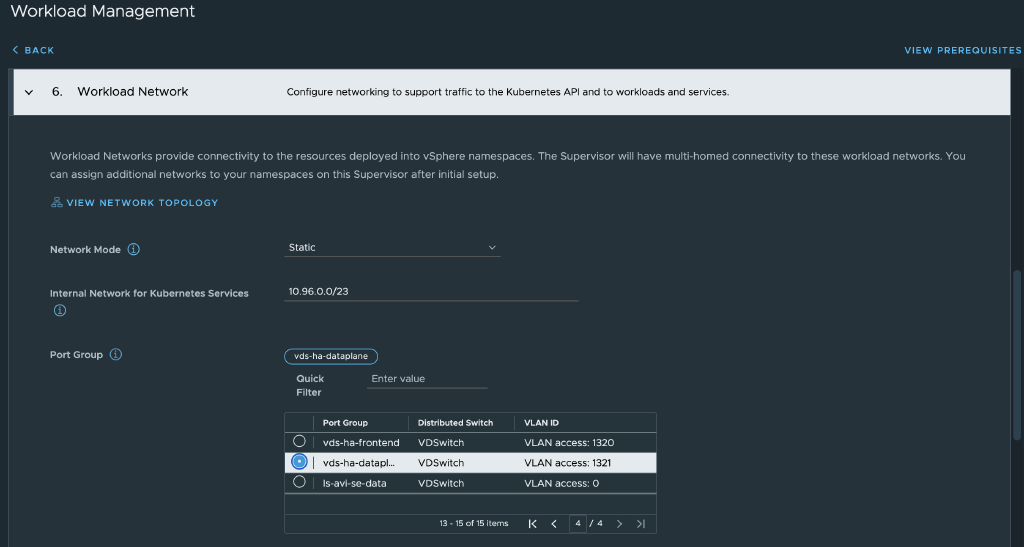 Workload Management
BACK
VIEW PREREQUISITES
6. Workload Network
Configure networking to support traffic to the Kubernetes API and to workloads and services.
Workload Networks provide connectivity to the resources deployed into vSphere namespaces. The Supervisor will have multi-homed connectivity to these workload networks. You
can assign additional networks to your namespaces on this Supervisor after initial setup.
VIEW NETWORK TOPOLOGY
Network Mode
Static
Internal Network for Kubernetes Services
10.96.0.0/23
Port Group
vds-ha-dataplane
Quick
Filter
Enter value
Port Group Distributed Switch VLAN ID
vds-ha-frontend VDSwitch VLAN access: 1320
vds-ha-datapl... VDSwitch VLAN access: 1321
ls-avi-se-data VDSwitch VLAN access: 0
13 - 15 of 15 items 4 / 4